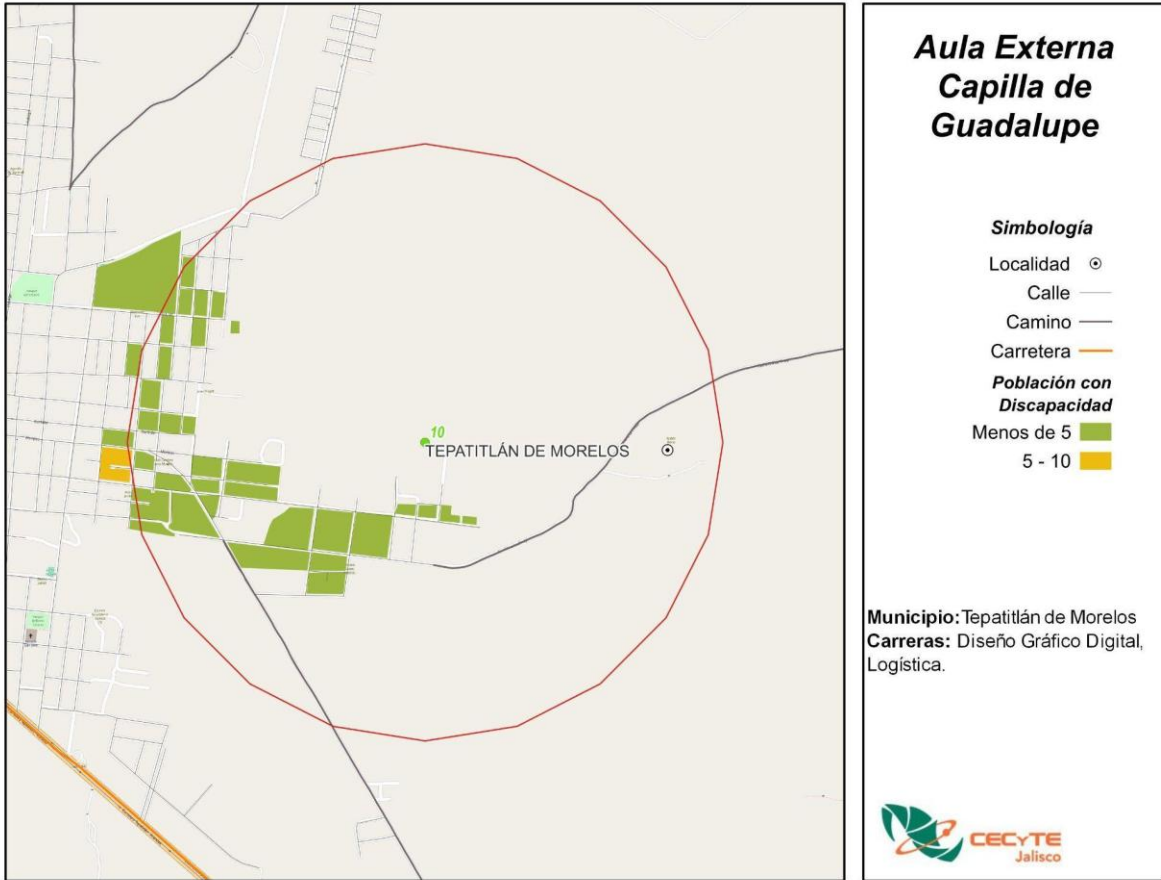 Aula Externa
Capilla de
Guadalupe
Simbología
Localidad
Calle
Camino
Carretera
Población con
Discapacidad
Menos de 5
5 - 10
10
TEPATITLÁN DE MORELOS
Municipio: Tepatitlán de Morelos
Carreras: Diseño Gráfico Digital,
Logística.
CECyTE
Jalisco